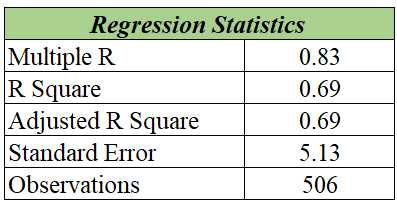 Regression Statistics
Multiple R 0.83
R Square 0.69
Adjusted R Square 0.69
Standard Error 5.13
Observations 506